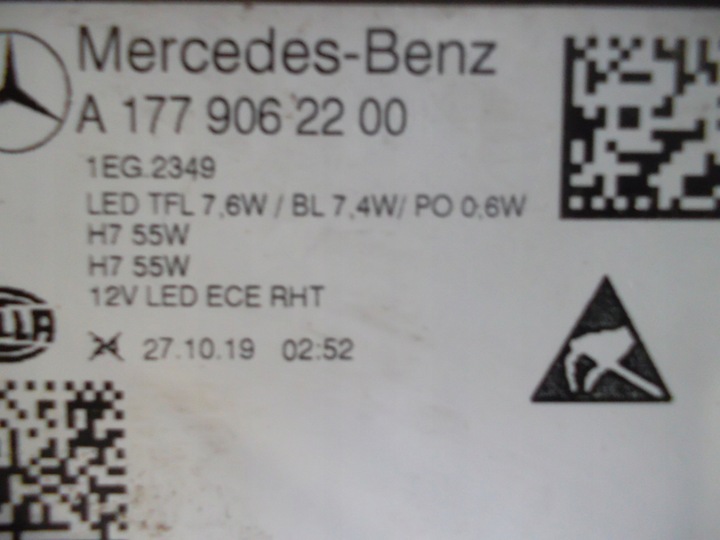 Mercedes-Benz
A 177 906 22 00
1EG.2349
LED TFL 7,6W / BL 7,4W/ PO 0,6W
H7 55W
H7 55W
12V LED ECE RHT
27.10.19 02:52